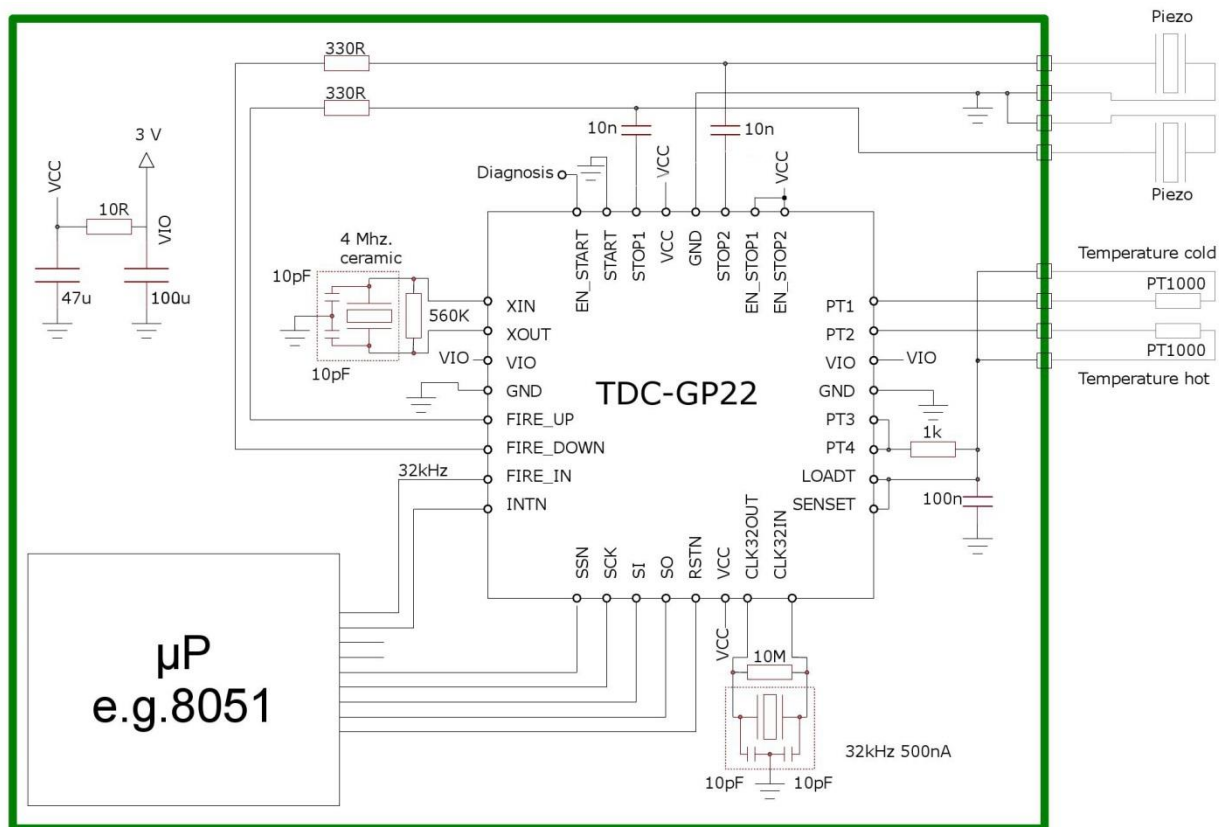 Piezo
330R
330R
10n
10n
3 V
VCC
Diagnosis
VCC
VCC
Piezo
10R
VIO
47u
100u
4 Mhz.
ceramic
10pF
560K
10pF
EN_START
START
STOP1
VCC
GND
STOP2
EN_STOP1
EN_STOP2
Temperature cold
PT1000
PT1000
Temperature hot
XIN
XOUT
VIO
VIO
GND
FIRE_UP
FIRE_DOWN
32kHz
FIRE_IN
INTN
TDC-GP22
PT1
PT2
VIO
VIO
GND
PT3
PT4
1k
LOADT
SENSET
100n
SSN
SCK
SI
SO
RSTN
VCC
CLK32OUT
CLK32IN
VCC
10M
32kHz 500nA
10pF
10pF
µP
e.g.8051